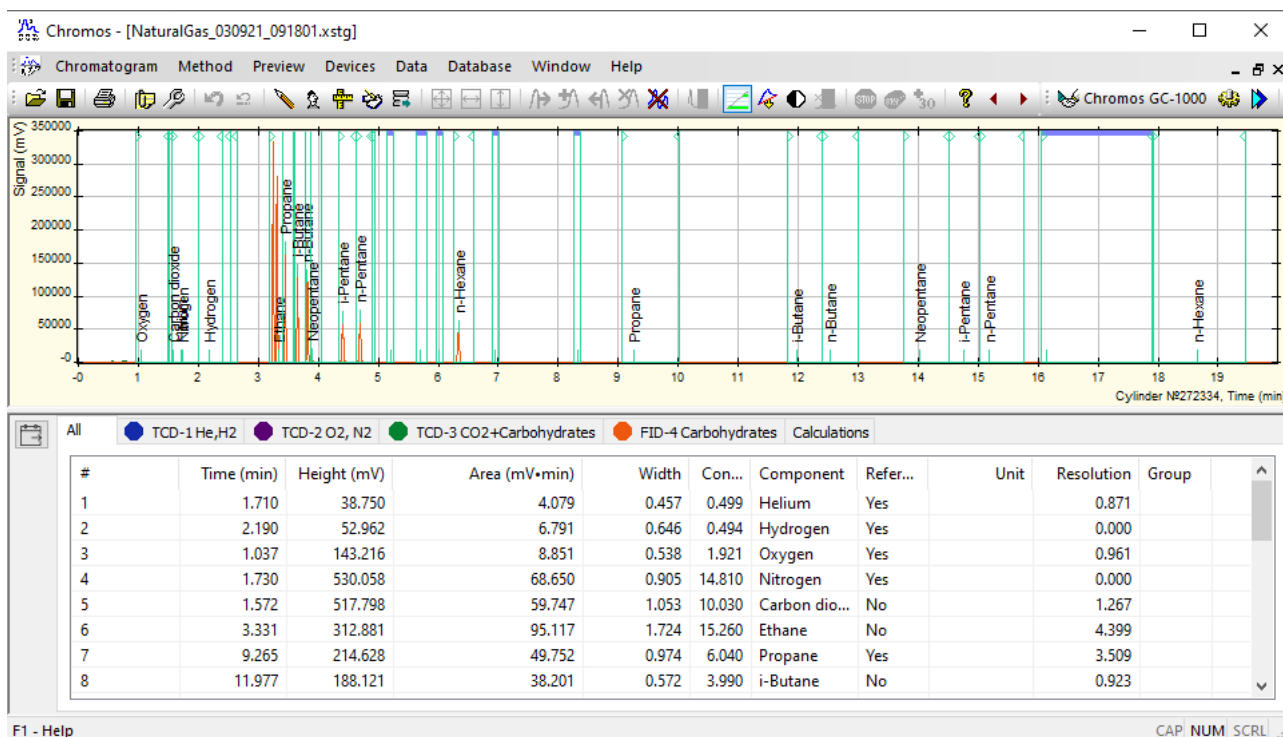 Chromos - [NaturalGas_030921_091801.xstg]
Chromatogram Method Preview Devices Data Database Window Help
STOP 30 Chromos GC-1000
Signal (mV)
350000
300000
250000
200000
150000
100000
50000
-0
Oxygen
Carbon dioxide
Nitrogen
Hydrogen
Ethane
Propane
i-Butane
n-Butane
Neopentane
i-Pentane
n-Pentane
n-Hexane
Propane
i-Butane
n-Butane
Neopentane
i-Pentane
n-Pentane
n-Hexane
-0 1 2 3 4 5 6 7 8 9 10 11 12 13 14 15 16 17 18 19
Cylinder №272334, Time (min)
All TCD-1 He,H2 TCD-2 O2, N2 TCD-3 CO2+Carbohydrates FID-4 Carbohydrates Calculations
# Time (min) Height (mV) Area (mV•min) Width Con... Component Refer... Unit Resolution Group
1 1.710 38.750 4.079 0.457 0.499 Helium Yes 0.871
2 2.190 52.962 6.791 0.646 0.494 Hydrogen Yes 0.000
3 1.037 143.216 8.851 0.538 1.921 Oxygen Yes 0.961
4 1.730 530.058 68.650 0.905 14.810 Nitrogen Yes 0.000
5 1.572 517.798 59.747 1.053 10.030 Carbon dio... No 1.267
6 3.331 312.881 95.117 1.724 15.260 Ethane No 4.399
7 9.265 214.628 49.752 0.974 6.040 Propane Yes 3.509
8 11.977 188.121 38.201 0.572 3.990 i-Butane No 0.923
F1 - Help CAP NUM SCRL